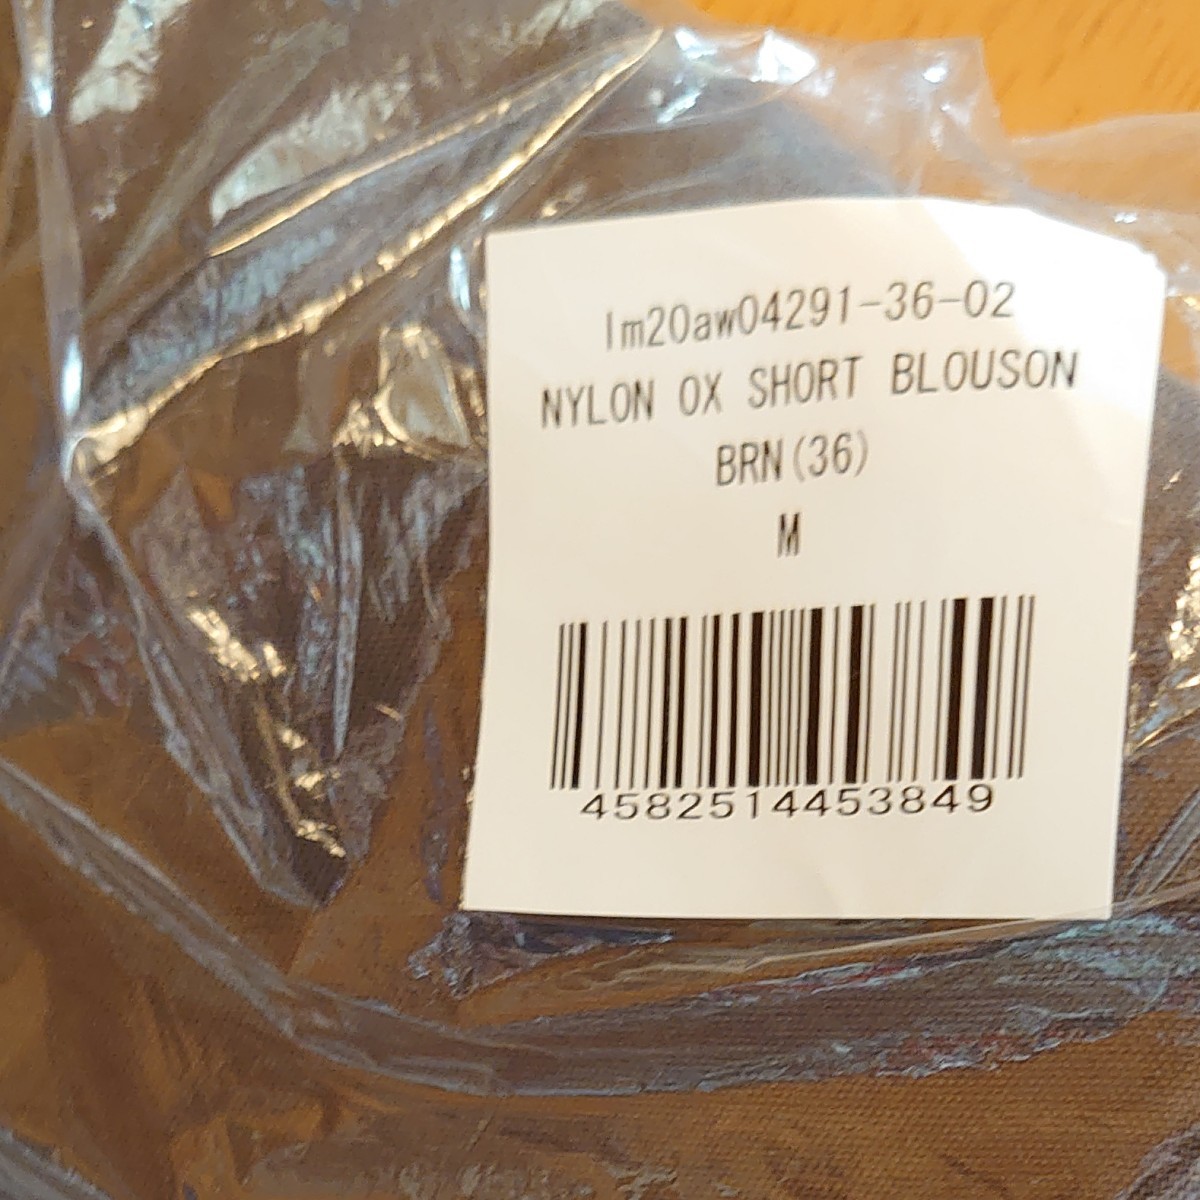 lm20aw04291-36-02
NYLON OX SHORT BLOUSON
BRN(36)
M
4582514453849